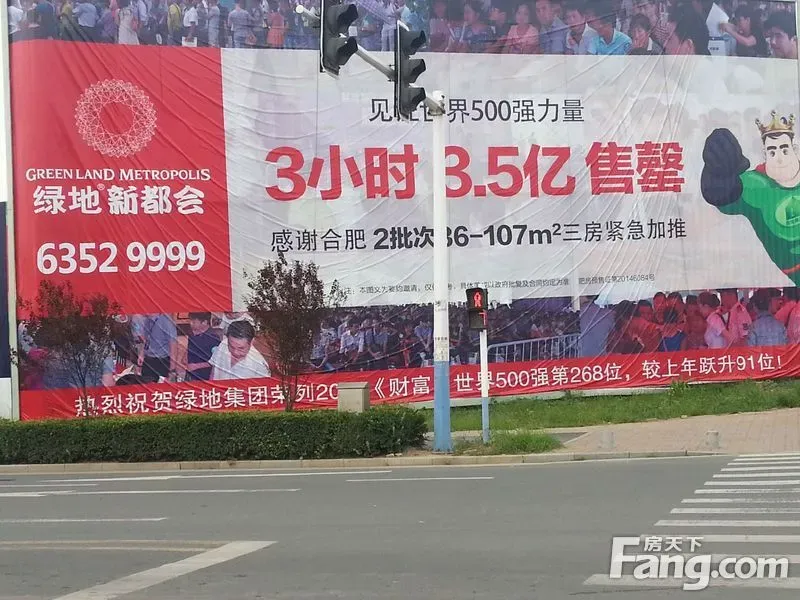 GREEN LAND METROPOLIS
绿地®新都会
6352 9999
见证世界500强力量
3小时 3.5亿 售罄
感谢合肥 2批次86-107m²三房紧急加推
热烈祝贺绿地集团荣列20 《财富 世界500强第268位，较上年跃升91位！
房天下
Fang.com